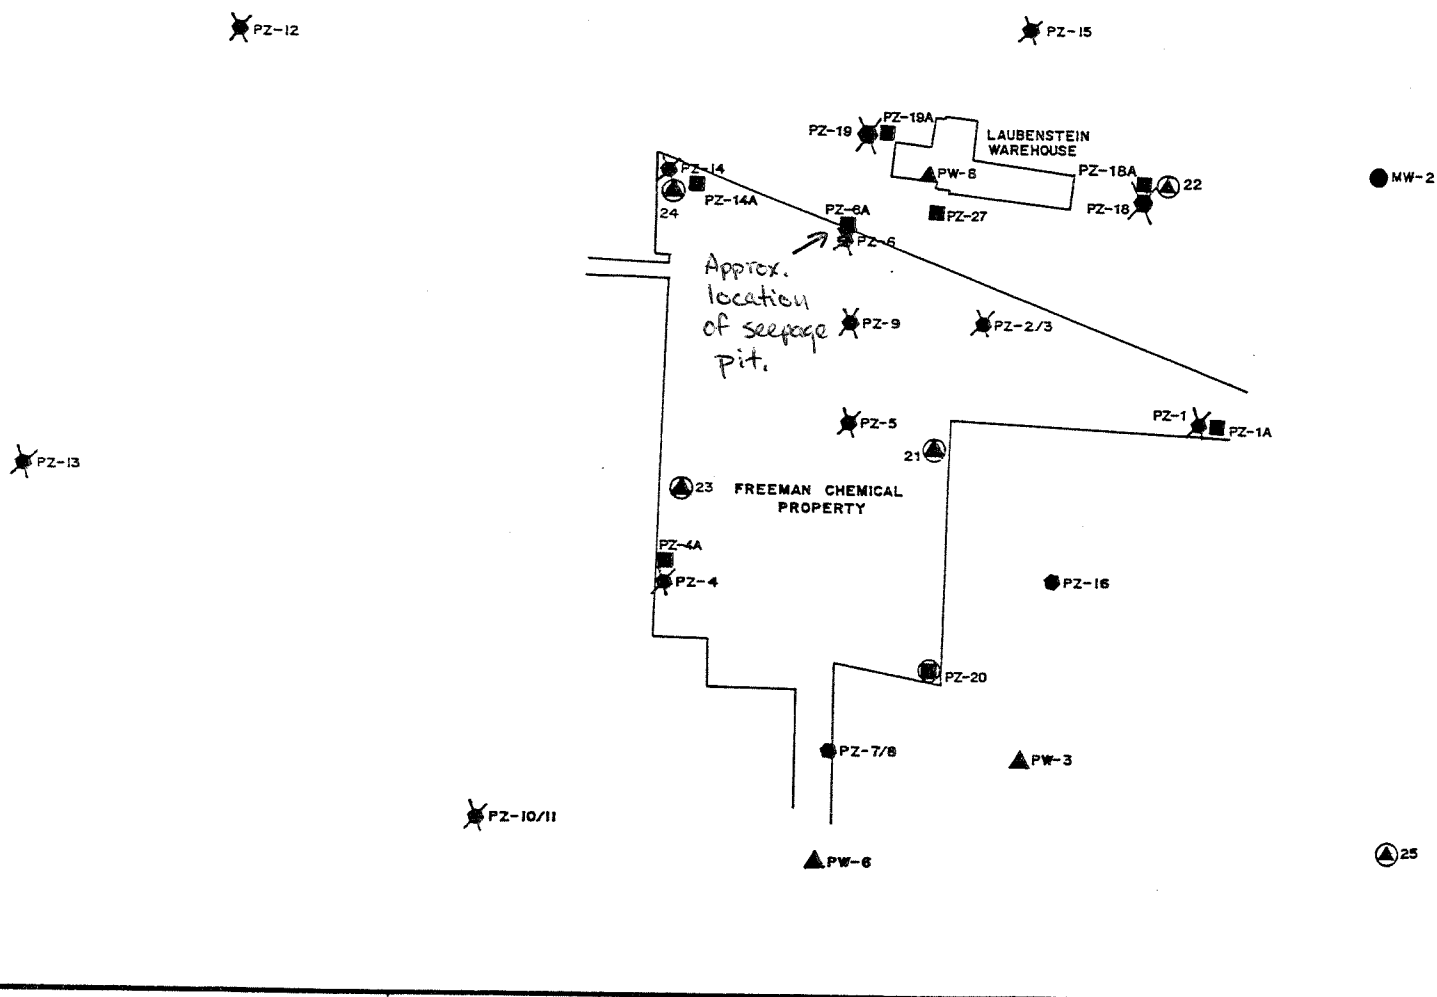 PZ-12
PZ-15
PZ-19A
PZ-19
LAUBENSTEIN
WAREHOUSE
PZ-14
PW-8
PZ-18A
22
MW-2
PZ-14A
24
PZ-6A
PZ-27
PZ-18
PZ-6
Approx.
location
of seepage
pit.
PZ-9
PZ-2/3
PZ-1
PZ-1A
PZ-5
21
PZ-13
23
FREEMAN CHEMICAL
PROPERTY
PZ-4A
PZ-4
PZ-16
PZ-20
PZ-7/8
PW-3
PZ-10/11
PW-6
25